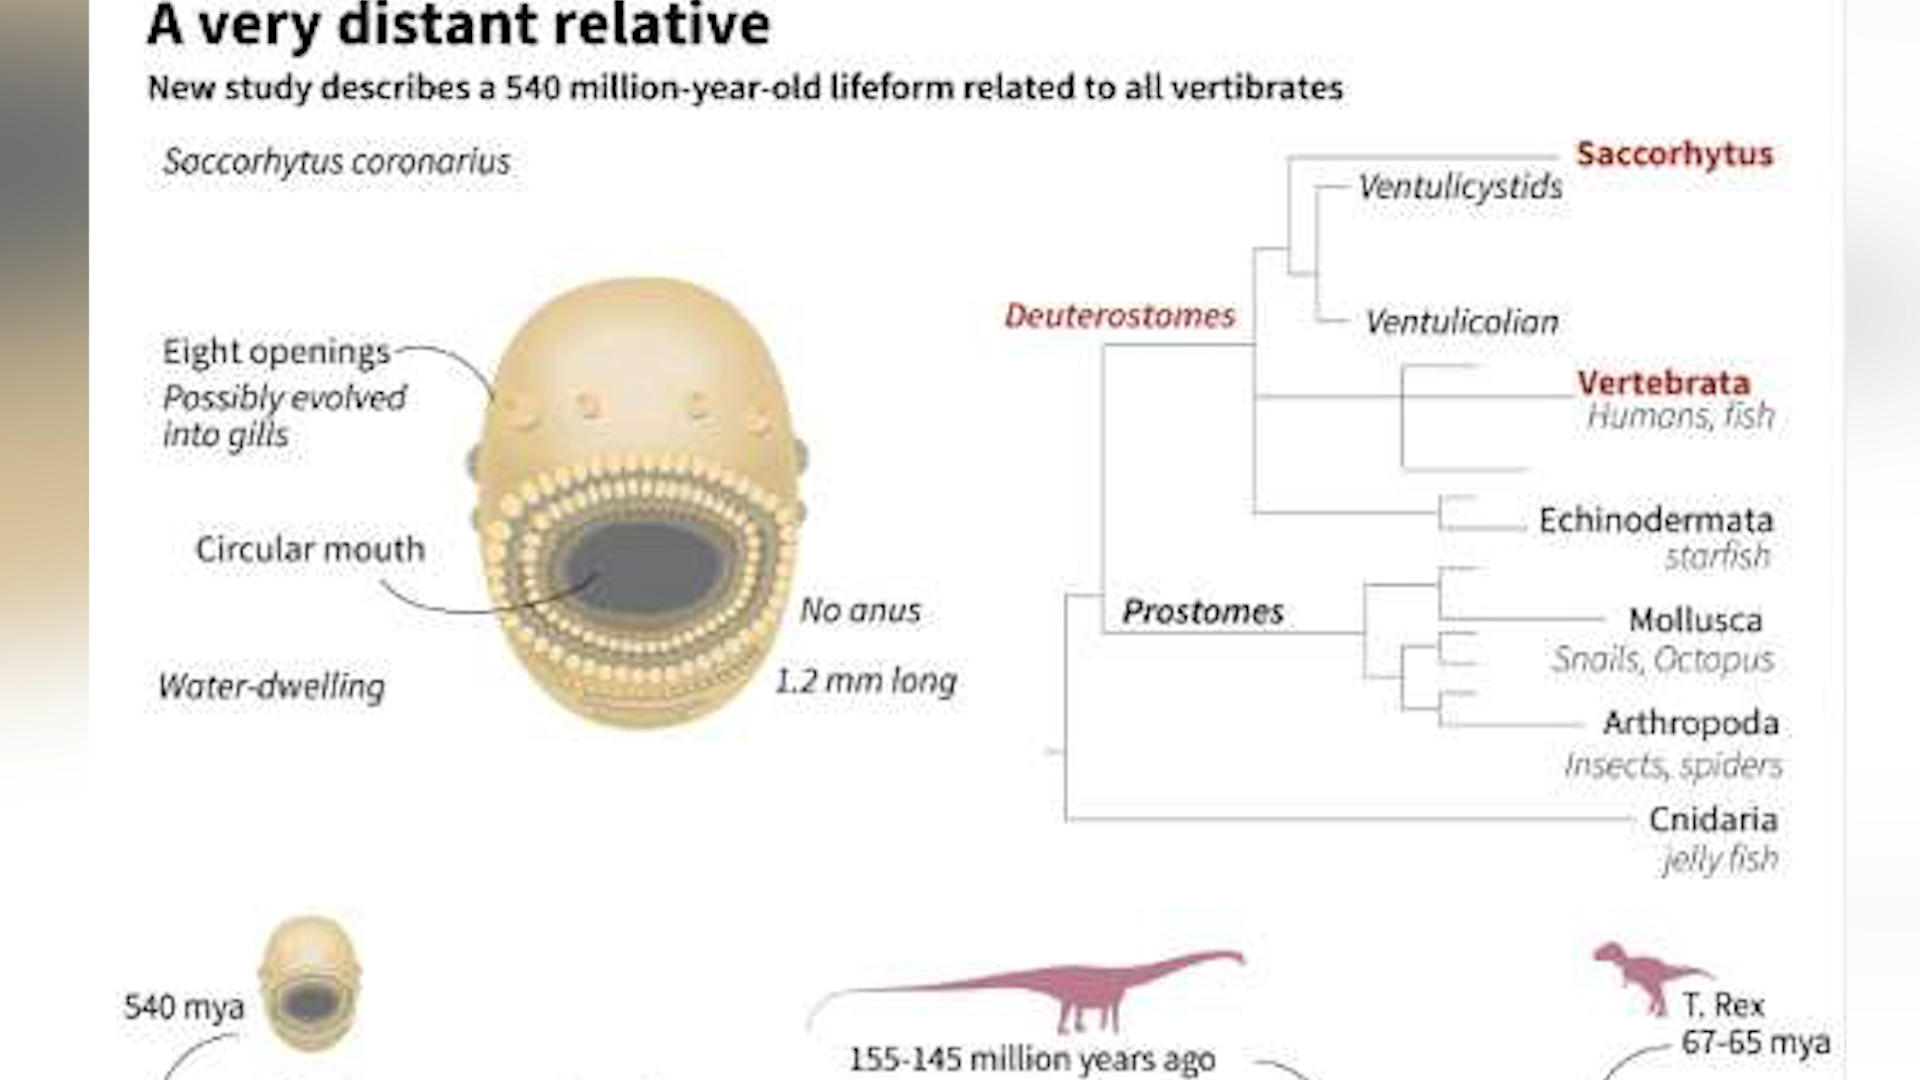 A very distant relative
New study describes a 540 million-year-old lifeform related to all vertibrates
Saccorhytus coronarius
Eight openings
Possibly evolved
into gills
Circular mouth
Water-dwelling
No anus
1.2 mm long
Saccorhytus
Ventulicystids
Deuterostomes
Ventulicolian
Vertebrata
Humans, fish
Echinodermata
starfish
Prostomes
Mollusca
Snails, Octopus
Arthropoda
Insects, spiders
Cnidaria
jelly fish
540 mya
155-145 million years ago
T. Rex
67-65 mya